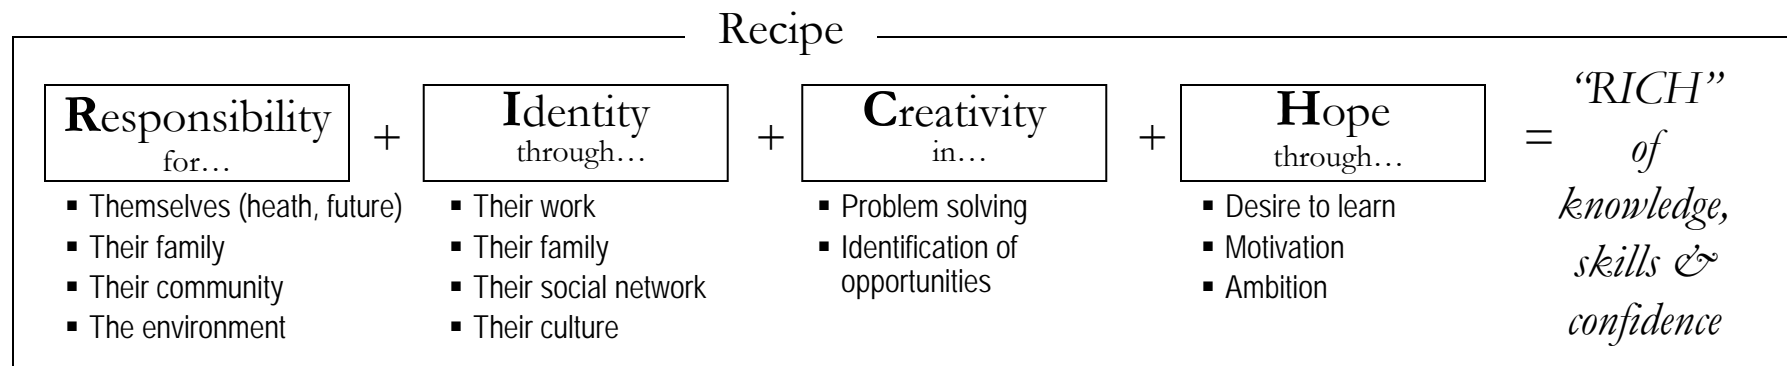 Recipe
Responsibility
for…
▪ Themselves (heath, future)
▪ Their family
▪ Their community
▪ The environment
+
Identity
through…
▪ Their work
▪ Their family
▪ Their social network
▪ Their culture
+
Creativity
in…
▪ Problem solving
▪ Identification of
opportunities
+
Hope
through…
▪ Desire to learn
▪ Motivation
▪ Ambition
=
“RICH”
of
knowledge,
skills &
confidence